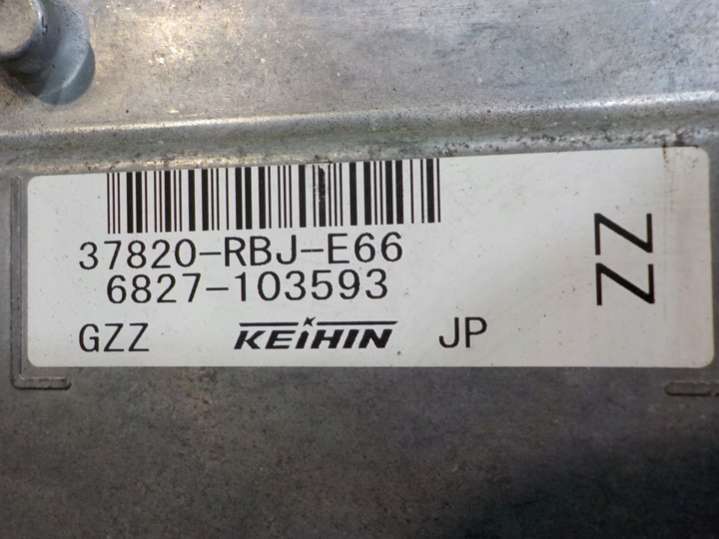 37820-RBJ-E66
6827-103593
GZZ KEIHIN JP
ZZ